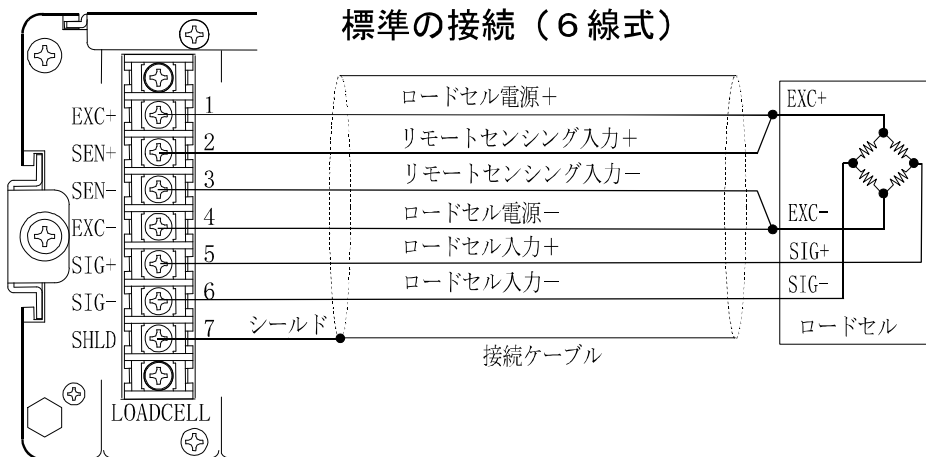 標準の接続（６線式）
EXC+ 1 ロードセル電源＋ EXC+
SEN+ 2 リモートセンシング入力＋
SEN- 3 リモートセンシング入力－
EXC- 4 ロードセル電源－ EXC-
SIG+ 5 ロードセル入力＋ SIG+
SIG- 6 ロードセル入力－ SIG-
SHLD 7 シールド 接続ケーブル ロードセル
LOADCELL